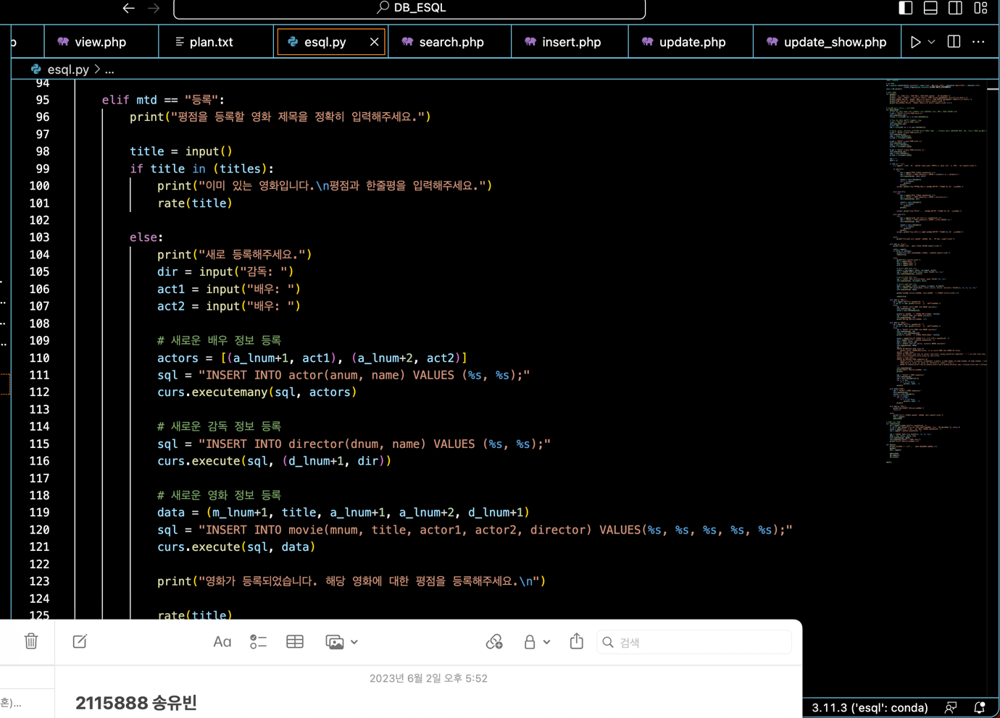 DB_ESQL
view.php
plan.txt
esql.py
search.php
insert.php
update.php
update_show.php
esql.py > ...
94
95 elif mtd == "등록":
96 print("평점을 등록할 영화 제목을 정확히 입력해주세요.")
97
98 title = input()
99 if title in (titles):
100 print("이미 있는 영화입니다.\n평점과 한줄평을 입력해주세요.")
101 rate(title)
102
103 else:
104 print("새로 등록해주세요.")
105 dir = input("감독: ")
106 act1 = input("배우: ")
107 act2 = input("배우: ")
108
109 # 새로운 배우 정보 등록
110 actors = [(a_lnum+1, act1), (a_lnum+2, act2)]
111 sql = "INSERT INTO actor(anum, name) VALUES (%s, %s);"
112 curs.executemany(sql, actors)
113
114 # 새로운 감독 정보 등록
115 sql = "INSERT INTO director(dnum, name) VALUES (%s, %s);"
116 curs.execute(sql, (d_lnum+1, dir))
117
118 # 새로운 영화 정보 등록
119 data = (m_lnum+1, title, a_lnum+1, a_lnum+2, d_lnum+1)
120 sql = "INSERT INTO movie(mnum, title, actor1, actor2, director) VALUES(%s, %s, %s, %s, %s);"
121 curs.execute(sql, data)
122
123 print("영화가 등록되었습니다. 해당 영화에 대한 평점을 등록해주세요.\n")
124
125 rate(title)
Aa
검색
2023년 6월 2일 오후 5:52
혼)...
2115888 송유빈
3.11.3 ('esql': conda)